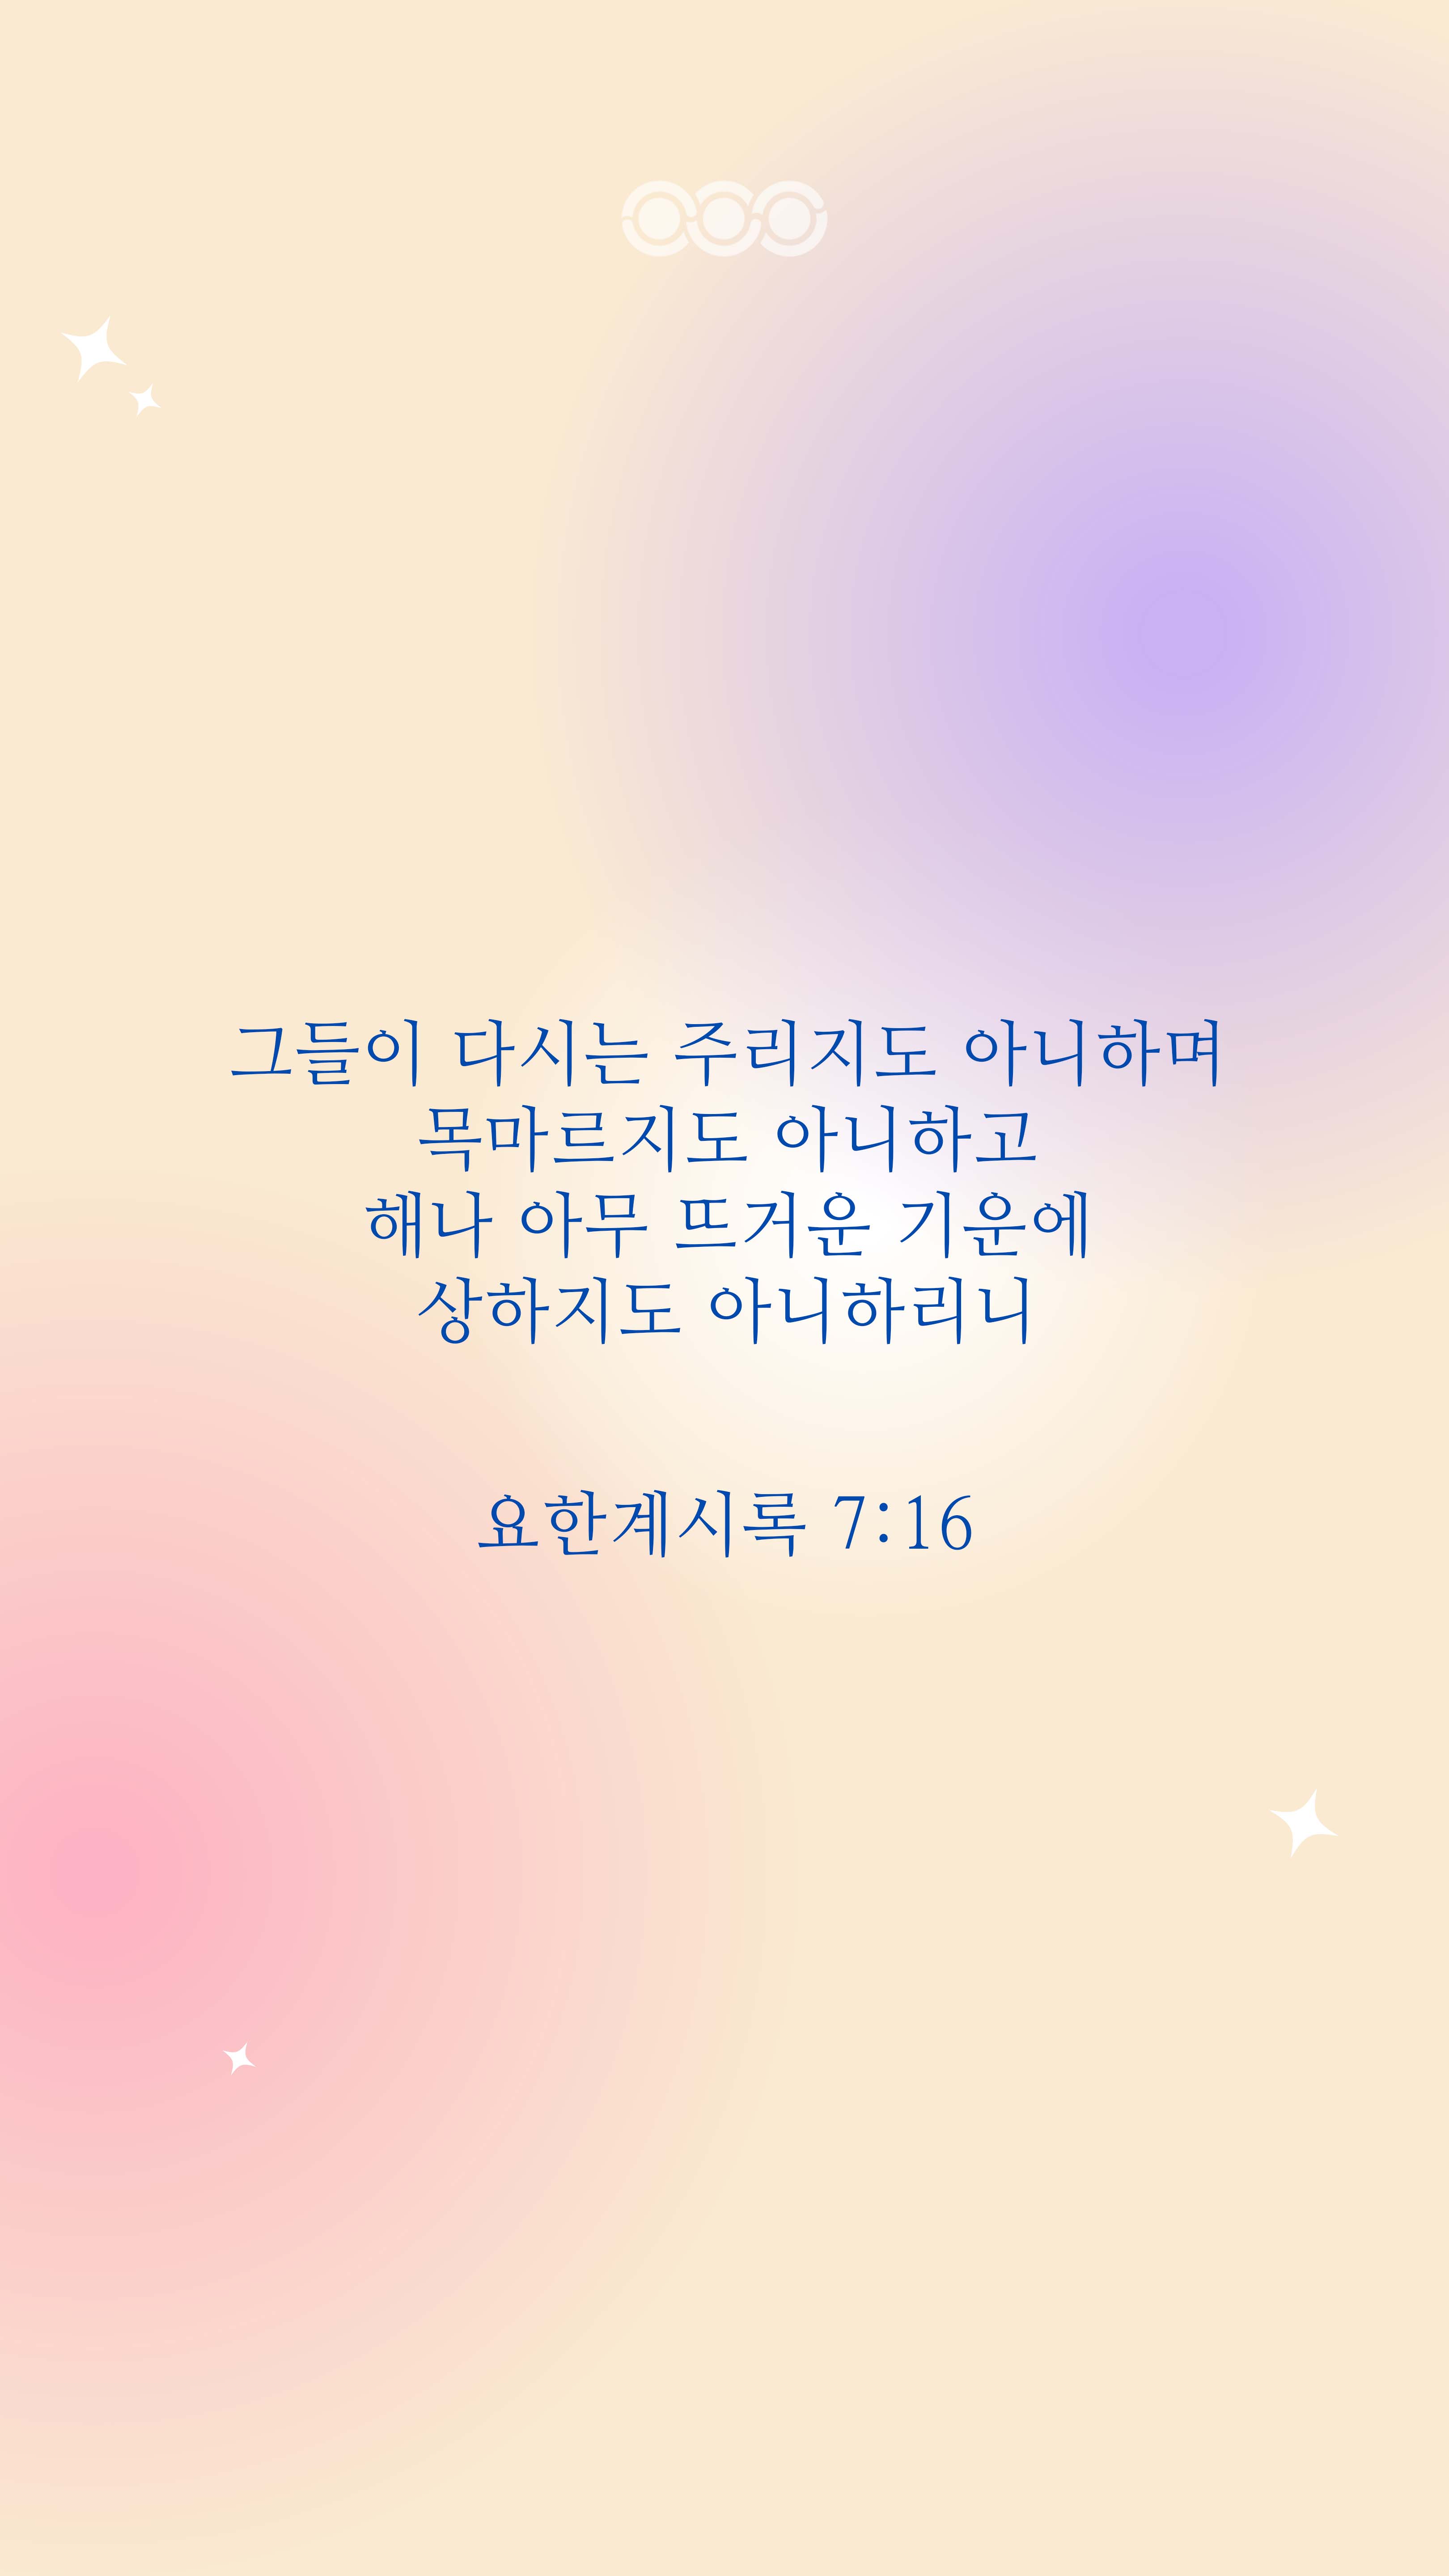 그들이 다시는 주리지도 아니하며
목마르지도 아니하고
해나 아무 뜨거운 기운에
상하지도 아니하리니
요한계시록 7:16